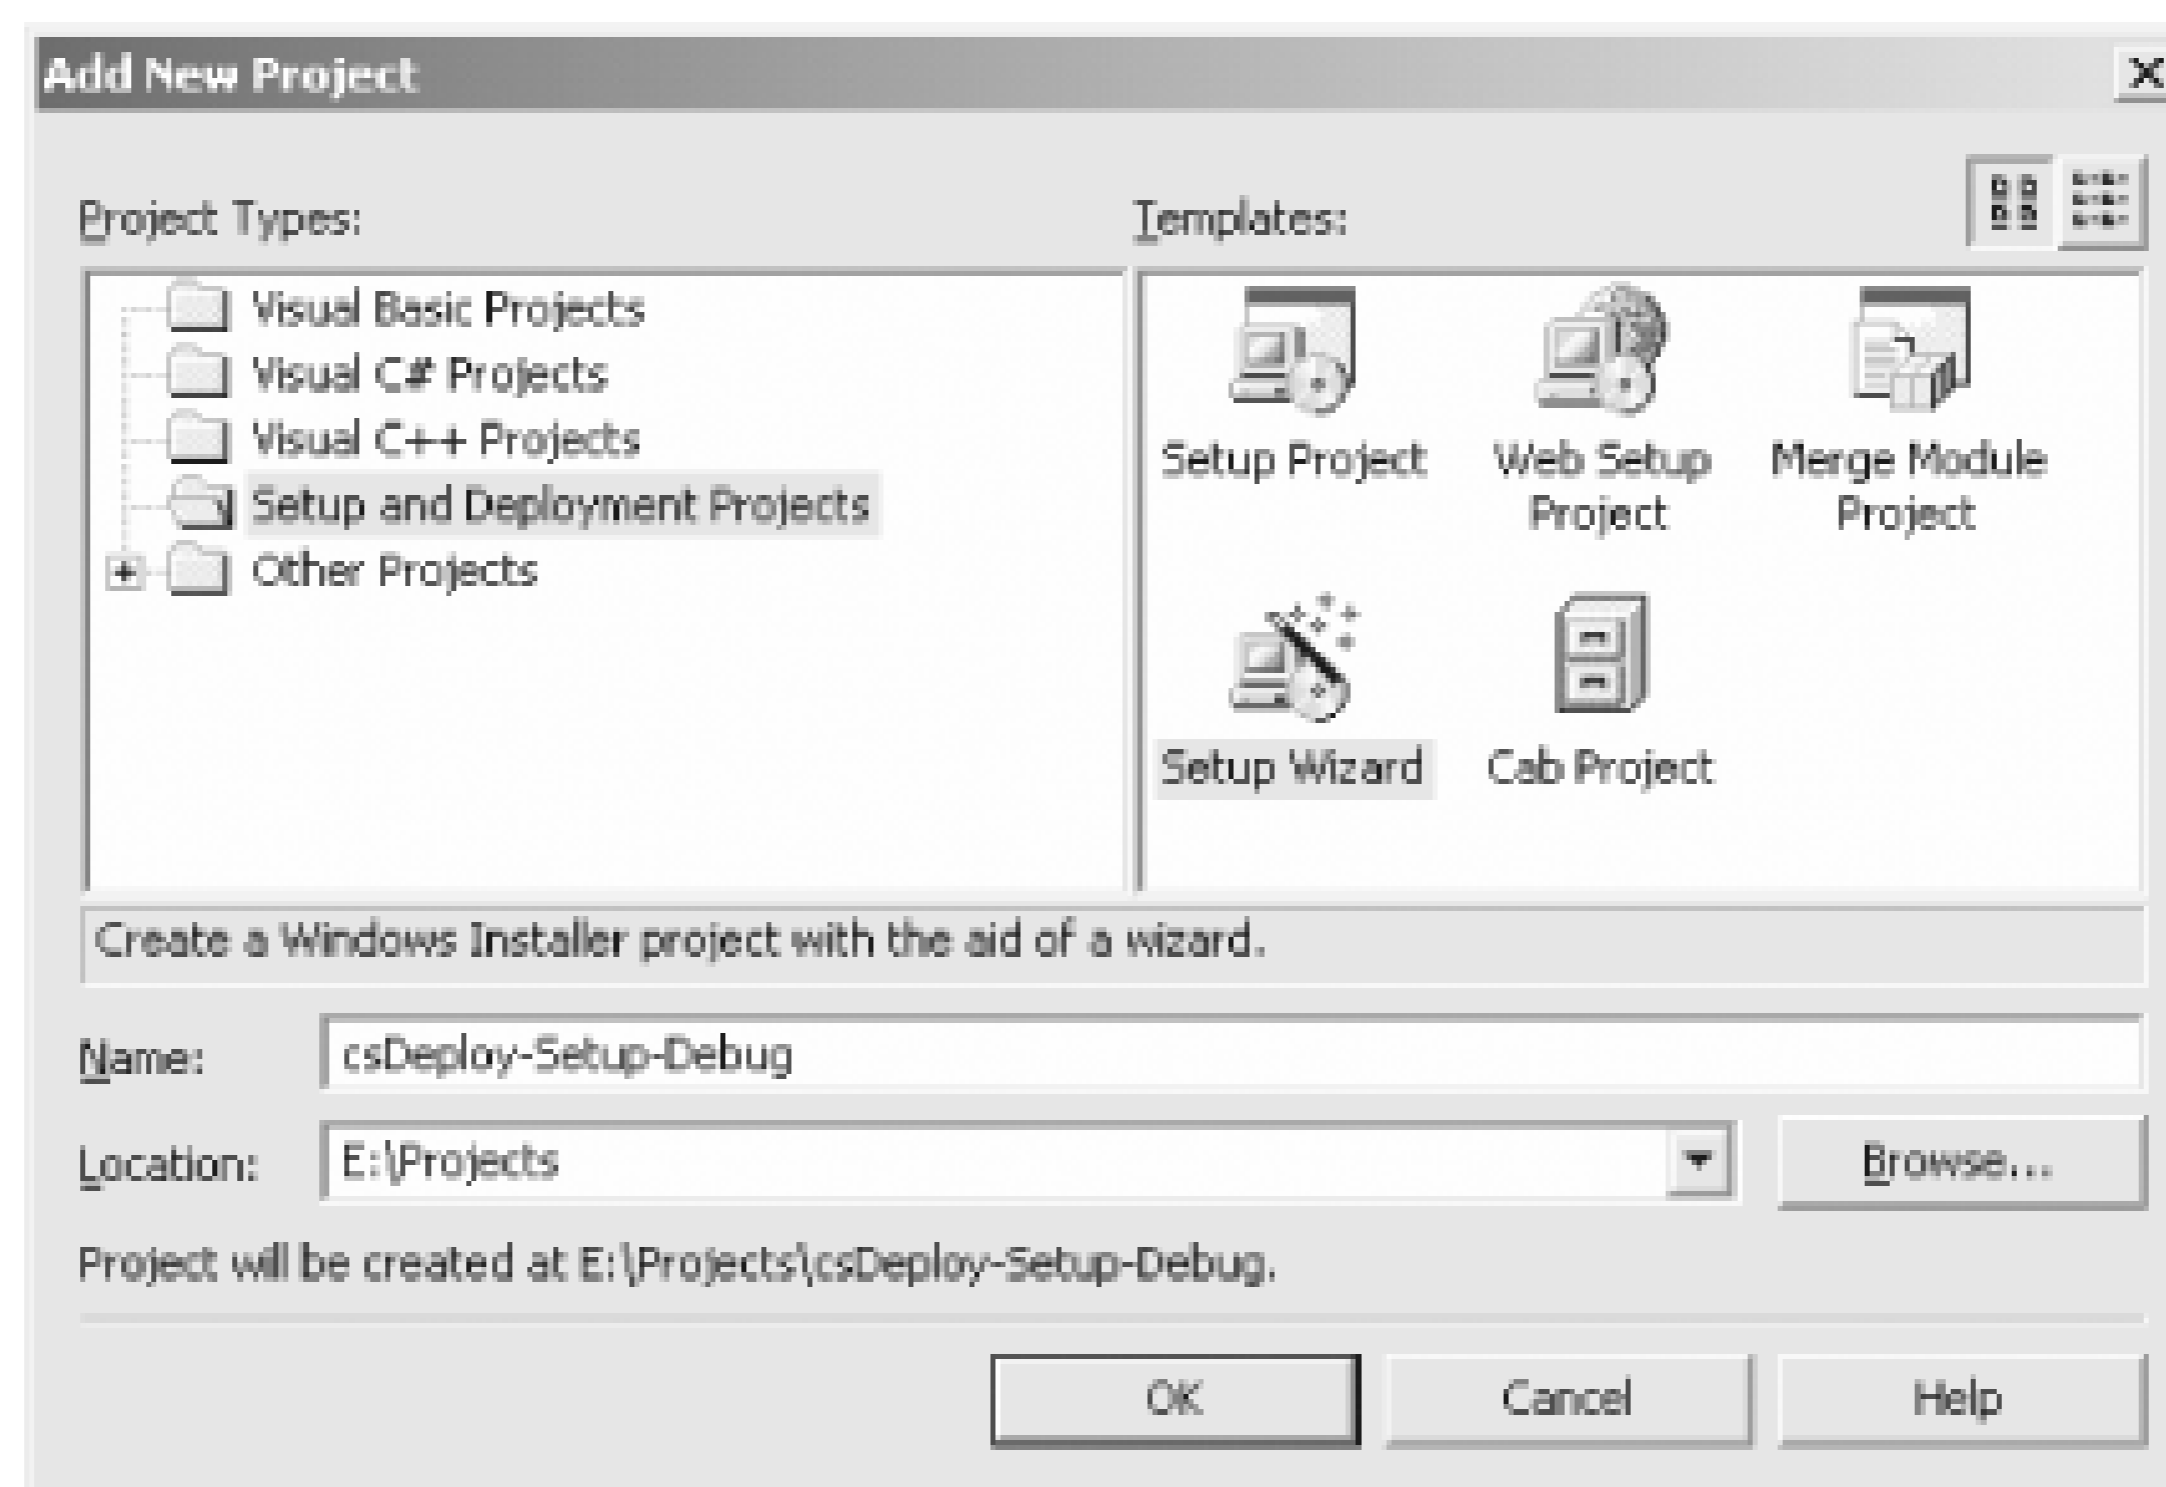 Add New Project
Project Types:
Templates:
Visual Basic Projects
Visual C# Projects
Visual C++ Projects
Setup and Deployment Projects
Other Projects
Setup Project
Web Setup
Project
Merge Module
Project
Setup Wizard
Cab Project
Create a Windows Installer project with the aid of a wizard.
Name:
csDeploy-Setup-Debug
Location:
E:\Projects
Browse...
Project will be created at E:\Projects\csDeploy-Setup-Debug.
OK
Cancel
Help